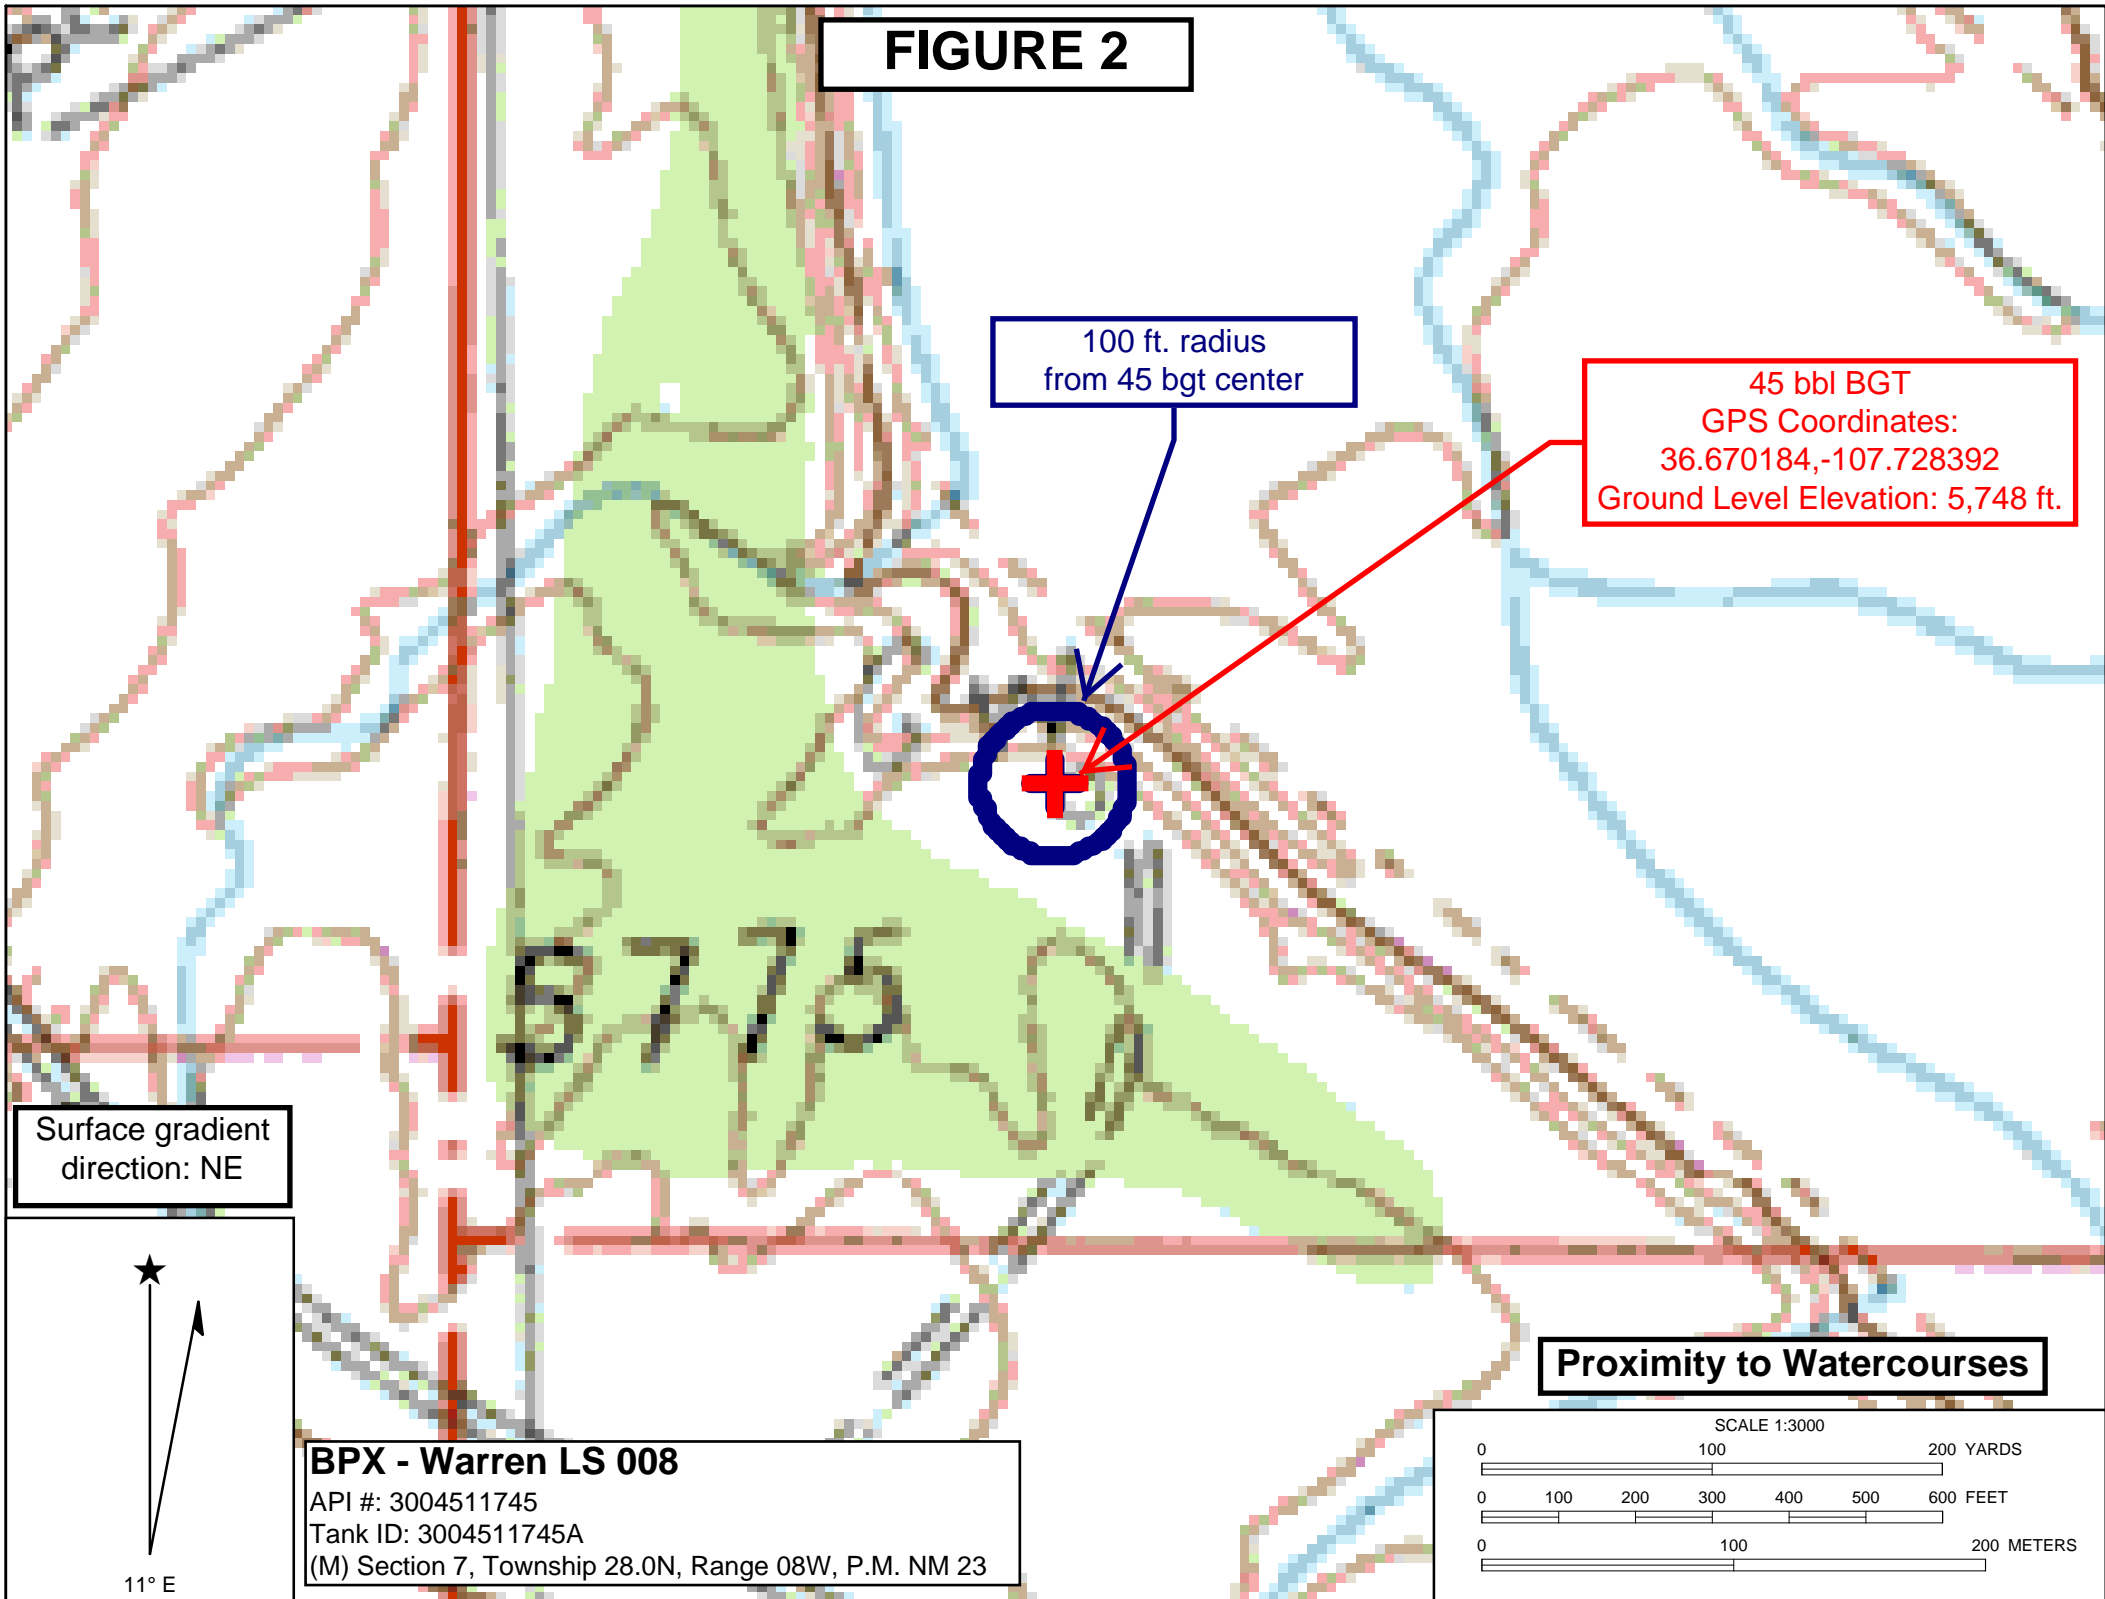 FIGURE 2
100 ft. radius
from 45 bgt center
45 bbl BGT
GPS Coordinates:
36.670184,-107.728392
Ground Level Elevation: 5,748 ft.
5775
Surface gradient
direction: NE
11° E
BPX - Warren LS 008
API #: 3004511745
Tank ID: 3004511745A
(M) Section 7, Township 28.0N, Range 08W, P.M. NM 23
Proximity to Watercourses
SCALE 1:3000
0 100 200 YARDS
0 100 200 300 400 500 600 FEET
0 100 200 METERS